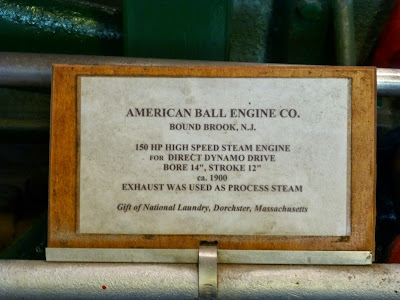 AMERICAN BALL ENGINE CO.
BOUND BROOK, N.J.
150 HP HIGH SPEED STEAM ENGINE
FOR DIRECT DYNAMO DRIVE
BORE 14", STROKE 12"
ca. 1900
EXHAUST WAS USED AS PROCESS STEAM
Gift of National Laundry, Dorchster, Massachusetts